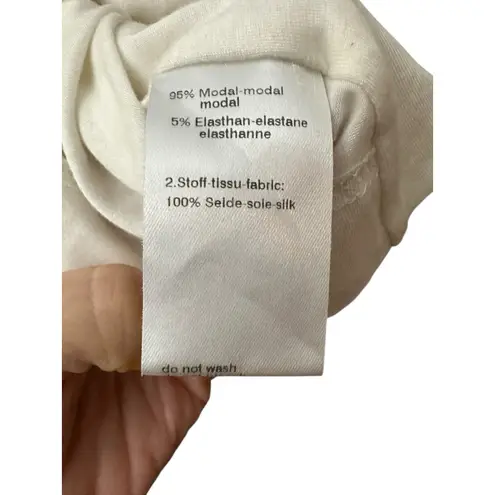 95% Modal-modal
modal
5% Elasthan-elastane
elasthanne
2.Stoff-tissu-fabric:
100% Seide-soie-silk
do not wash